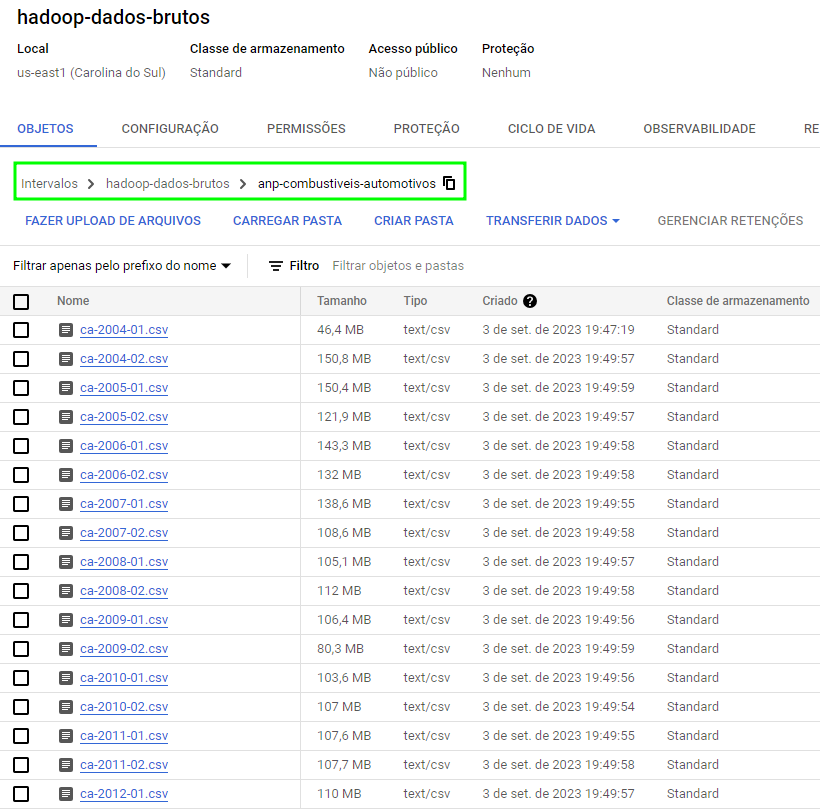 hadoop-dados-brutos
Local Classe de armazenamento Acesso público Proteção
us-east1 (Carolina do Sul) Standard Não público Nenhum
OBJETOS CONFIGURAÇÃO PERMISSÕES PROTEÇÃO CICLO DE VIDA OBSERVABILIDADE RE
Intervalos > hadoop-dados-brutos > anp-combustiveis-automotivos
FAZER UPLOAD DE ARQUIVOS CARREGAR PASTA CRIAR PASTA TRANSFERIR DADOS GERENCIAR RETENÇÕES
Filtrar apenas pelo prefixo do nome Filtro Filtrar objetos e pastas
Nome Tamanho Tipo Criado ? Classe de armazenamento
ca-2004-01.csv 46,4 MB text/csv 3 de set. de 2023 19:47:19 Standard
ca-2004-02.csv 150,8 MB text/csv 3 de set. de 2023 19:49:57 Standard
ca-2005-01.csv 150,4 MB text/csv 3 de set. de 2023 19:49:59 Standard
ca-2005-02.csv 121,9 MB text/csv 3 de set. de 2023 19:49:57 Standard
ca-2006-01.csv 143,3 MB text/csv 3 de set. de 2023 19:49:58 Standard
ca-2006-02.csv 132 MB text/csv 3 de set. de 2023 19:49:58 Standard
ca-2007-01.csv 138,6 MB text/csv 3 de set. de 2023 19:49:55 Standard
ca-2007-02.csv 108,6 MB text/csv 3 de set. de 2023 19:49:58 Standard
ca-2008-01.csv 105,1 MB text/csv 3 de set. de 2023 19:49:57 Standard
ca-2008-02.csv 112 MB text/csv 3 de set. de 2023 19:49:58 Standard
ca-2009-01.csv 106,4 MB text/csv 3 de set. de 2023 19:49:56 Standard
ca-2009-02.csv 80,3 MB text/csv 3 de set. de 2023 19:49:59 Standard
ca-2010-01.csv 103,6 MB text/csv 3 de set. de 2023 19:49:56 Standard
ca-2010-02.csv 107 MB text/csv 3 de set. de 2023 19:49:54 Standard
ca-2011-01.csv 107,6 MB text/csv 3 de set. de 2023 19:49:55 Standard
ca-2011-02.csv 107,7 MB text/csv 3 de set. de 2023 19:49:58 Standard
ca-2012-01.csv 110 MB text/csv 3 de set. de 2023 19:49:57 Standard